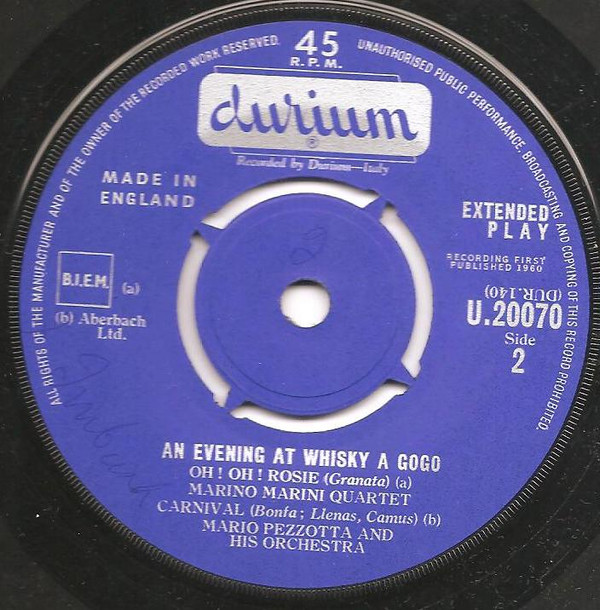 ALL RIGHTS OF THE MANUFACTURER AND OF THE OWNER OF THE RECORDED WORK RESERVED. UNAUTHORISED PUBLIC PERFORMANCE, BROADCASTING AND COPYING OF THIS RECORD PROHIBITED.
45
R.P.M.
durium
®
Recorded by Durium—Italy
MADE IN
ENGLAND
EXTENDED
PLAY
RECORDING FIRST
PUBLISHED 1960
B.I.E.M. (a)
(b) Aberbach
Ltd.
(DUR.140)
U.20070
Side
2
2
AN EVENING AT WHISKY A GOGO
OH ! OH ! ROSIE (Granata) (a)
MARINO MARINI QUARTET
CARNIVAL (Bonfa; Llenas, Camus) (b)
MARIO PEZZOTTA AND
HIS ORCHESTRA